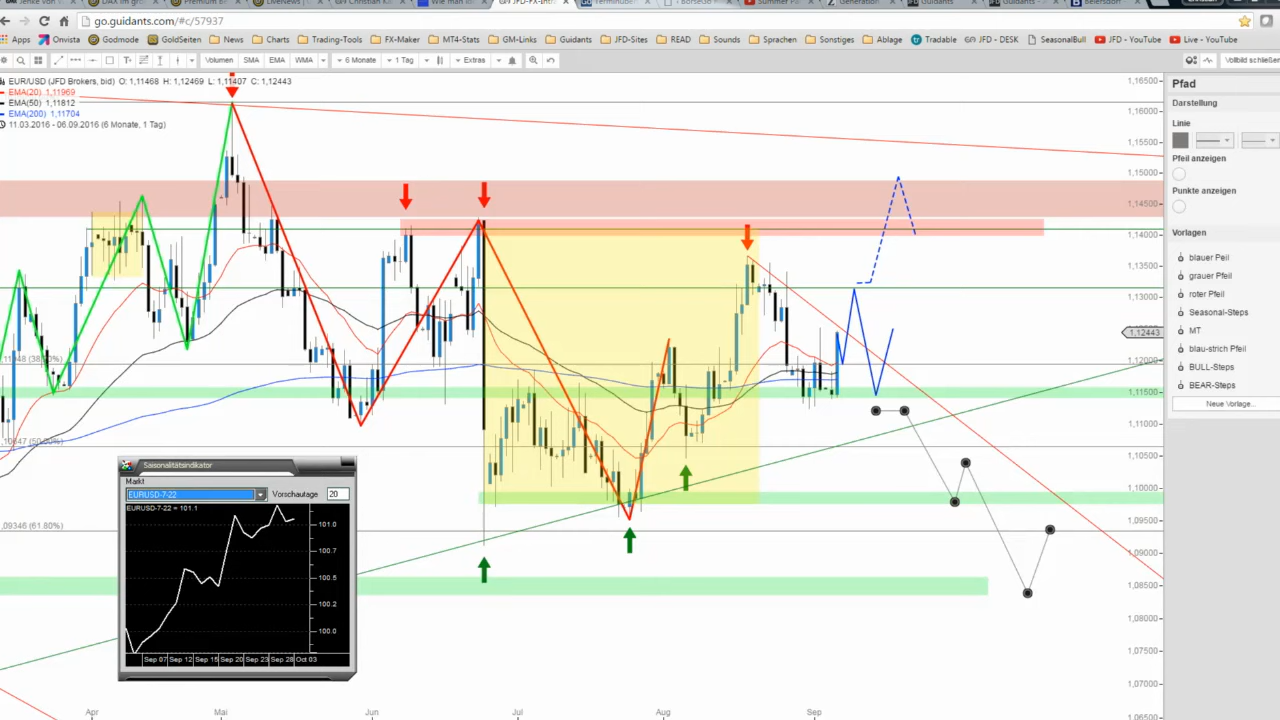 go.guidants.com/#c/57937
Apps Onvista Godmode GoldSeiten News Charts Trading-Tools FX-Maker MT4-Stats GM-Links Guidants JFD-Sites READ Sounds Sprachen Sonstiges Ablage Tradable JFD - DESK SeasonalBull JFD - YouTube Live - YouTube
Volumen SMA EMA WMA 6 Monate 1 Tag Extras Vollbild schließen
EUR/USD (JFD Brokers, bid) O: 1,11468 H: 1,12469 L: 1,11407 C: 1,12443
EMA(20) 1,11969
EMA(50) 1,11812
EMA(200) 1,11704
11.03.2016 - 06.09.2016 (6 Monate, 1 Tag)
1,16500
1,16000
1,15500
1,15000
1,14500
1,14000
1,13500
1,13000
1,12443
1,12000
1,11500
1,11000
1,10500
1,10000
1,09500
1,09000
1,08500
1,08000
1,07500
1,07000
1,06500
,09346 (61.80%)
Apr Mai Jun Jul Aug Sep
Pfad
Darstellung
Linie
Pfeil anzeigen
Punkte anzeigen
Vorlagen
blauer Peil
grauer Pfeil
roter Pfeil
Seasonal-Steps
MT
blau-strich Pfeil
BULL-Steps
BEAR-Steps
Neue Vorlage...
Saisonalitätsindikator
Markt
EURUSD-7-22 Vorschautage 20
EURUSD-7-22 = 101.1
101.0
100.7
100.5
100.2
100.0
Sep 07 Sep 12 Sep 15 Sep 20 Sep 23 Sep 28 Oct 03